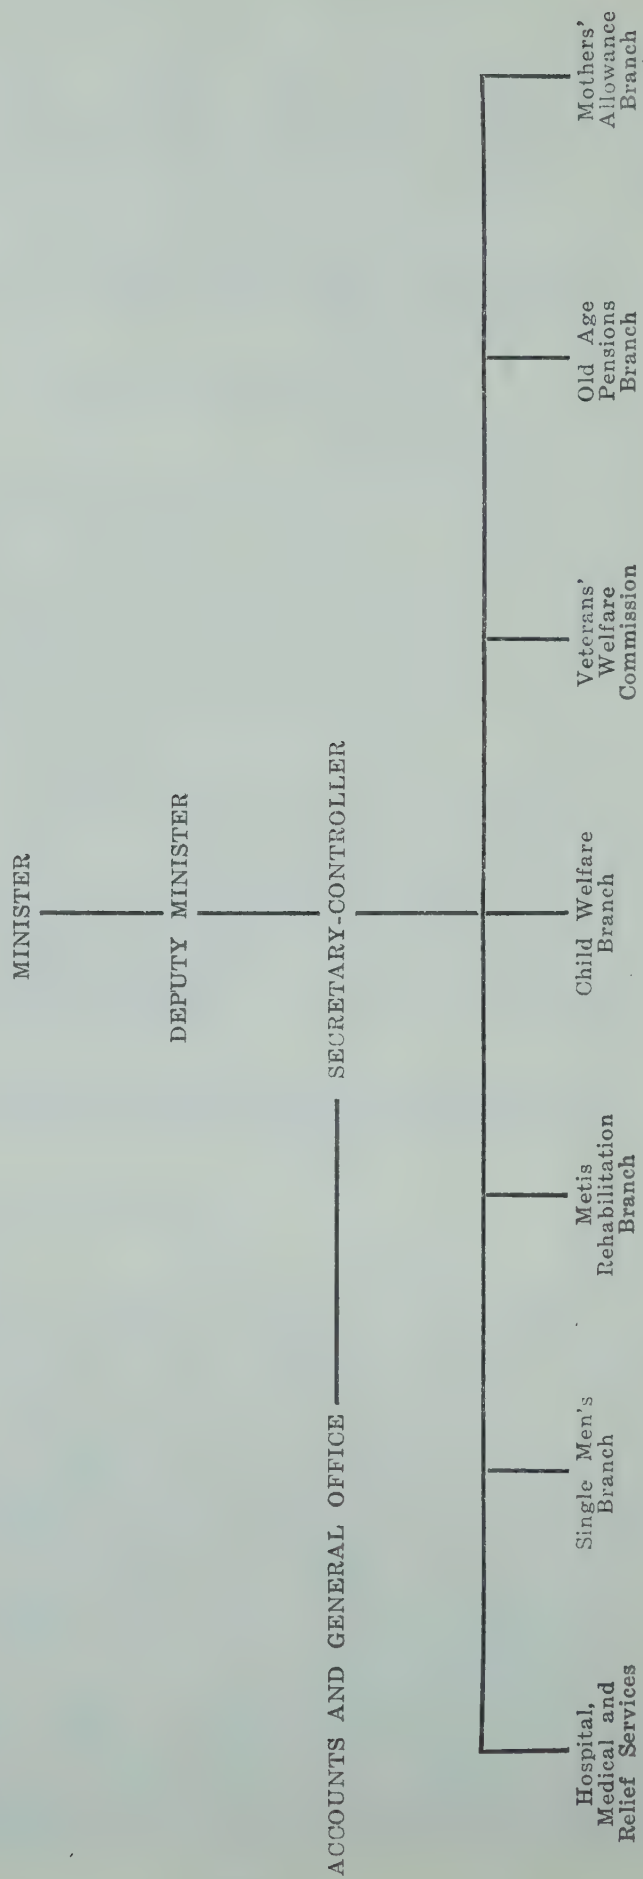 MINISTER
DEPUTY MINISTER
ACCOUNTS AND GENERAL OFFICE
SECRETARY-CONTROLLER
Hospital,
Medical and
Relief Services
Single Men's
Branch
Metis
Rehabilitation
Branch
Child Welfare
Branch
Veterans'
Welfare
Commission
Old Age
Pensions
Branch
Mothers'
Allowance
Branch